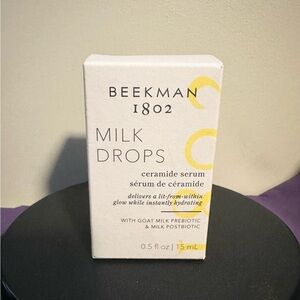 BEEKMAN
1802
MILK
DROPS
ceramide serum
sérum de céramide
delivers a lit-from-within
glow while instantly hydrating
WITH GOAT MILK PREBIOTIC
& MILK POSTBIOTIC
0.5 fl oz | 15 mL